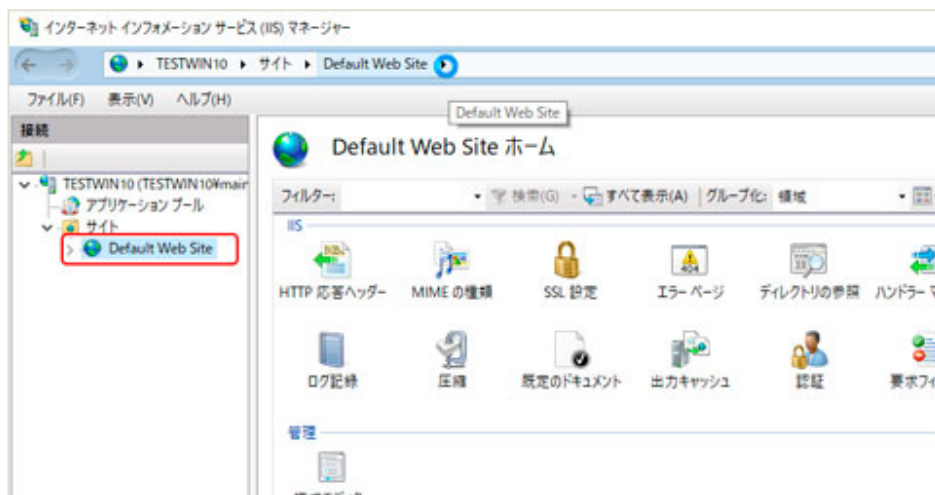 インターネット インフォメーション サービス (IIS) マネージャー
TESTWIN10 サイト Default Web Site
ファイル(F) 表示(V) ヘルプ(H)
Default Web Site
接続
TESTWIN10 (TESTWIN10¥main
アプリケーション プール
サイト
Default Web Site
Default Web Site ホーム
フィルター: 検索(G) すべて表示(A) グループ化: 領域
IIS
HTTP 応答ヘッダー MIME の種類 SSL 設定 エラー ページ ディレクトリの参照 ハンドラー マ
404
ログ記録 圧縮 既定のドキュメント 出力キャッシュ 認証 要求フィ
管理